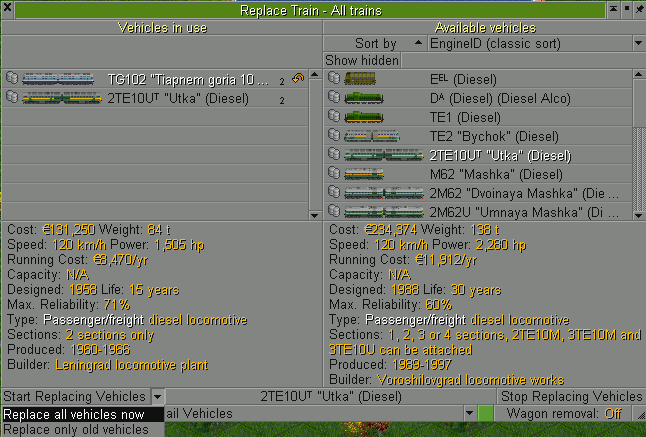 Replace Train - All trains
Vehicles in use
Available vehicles
Sort by EngineID (classic sort)
Show hidden
TG102 "Tiapnem goria 10 ... 2
2TE10UT "Utka" (Diesel) 2
EEL (Diesel)
DA (Diesel) (Diesel Alco)
TE1 (Diesel)
TE2 "Bychok" (Diesel)
2TE10UT "Utka" (Diesel)
M62 "Mashka" (Diesel)
2M62 "Dvoinaya Mashka" (Die ...
2M62U "Umnaya Mashka" (Di ...
Cost: €131,250 Weight: 84 t
Speed: 120 km/h Power: 1,505 hp
Running Cost: €8,470/yr
Capacity: N/A
Designed: 1958 Life: 15 years
Max. Reliability: 71%
Type: Passenger/freight diesel locomotive
Sections: 2 sections only
Produced: 1960-1966
Builder: Leningrad locomotive plant
Cost: €234,374 Weight: 138 t
Speed: 120 km/h Power: 2,280 hp
Running Cost: €11,912/yr
Capacity: N/A
Designed: 1988 Life: 30 years
Max. Reliability: 60%
Type: Passenger/freight diesel locomotive
Sections: 1, 2, 3 or 4 sections, 2TE10M, 3TE10M and
3TE10U can be attached
Produced: 1989-1997
Builder: Voroshilovgrad locomotive works
Start Replacing Vehicles
2TE10UT "Utka" (Diesel)
Stop Replacing Vehicles
Replace all vehicles now
ail Vehicles
Wagon removal: Off
Replace only old vehicles